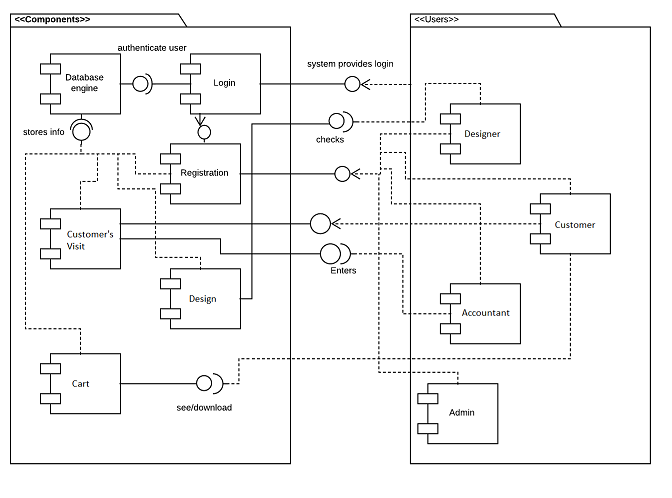 <<Components>>
<<Users>>
authenticate user
Database
engine
Login
system provides login
stores info
checks
Designer
Registration
Customer's
Visit
Customer
Enters
Design
Accountant
Cart
see/download
Admin